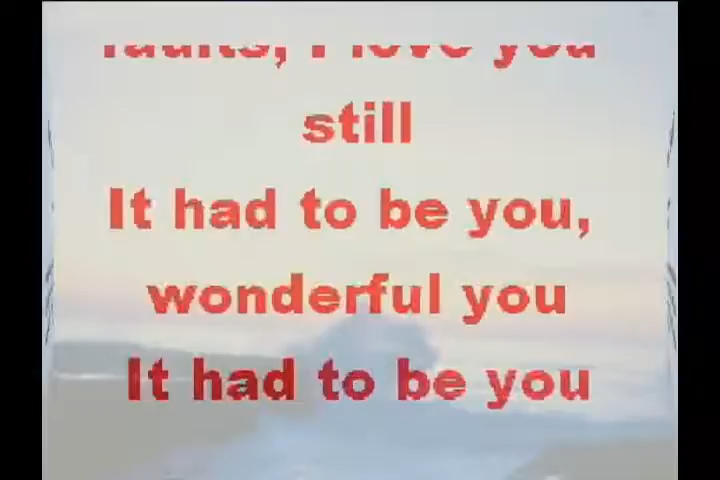 faults, I love you
still
It had to be you,
wonderful you
It had to be you